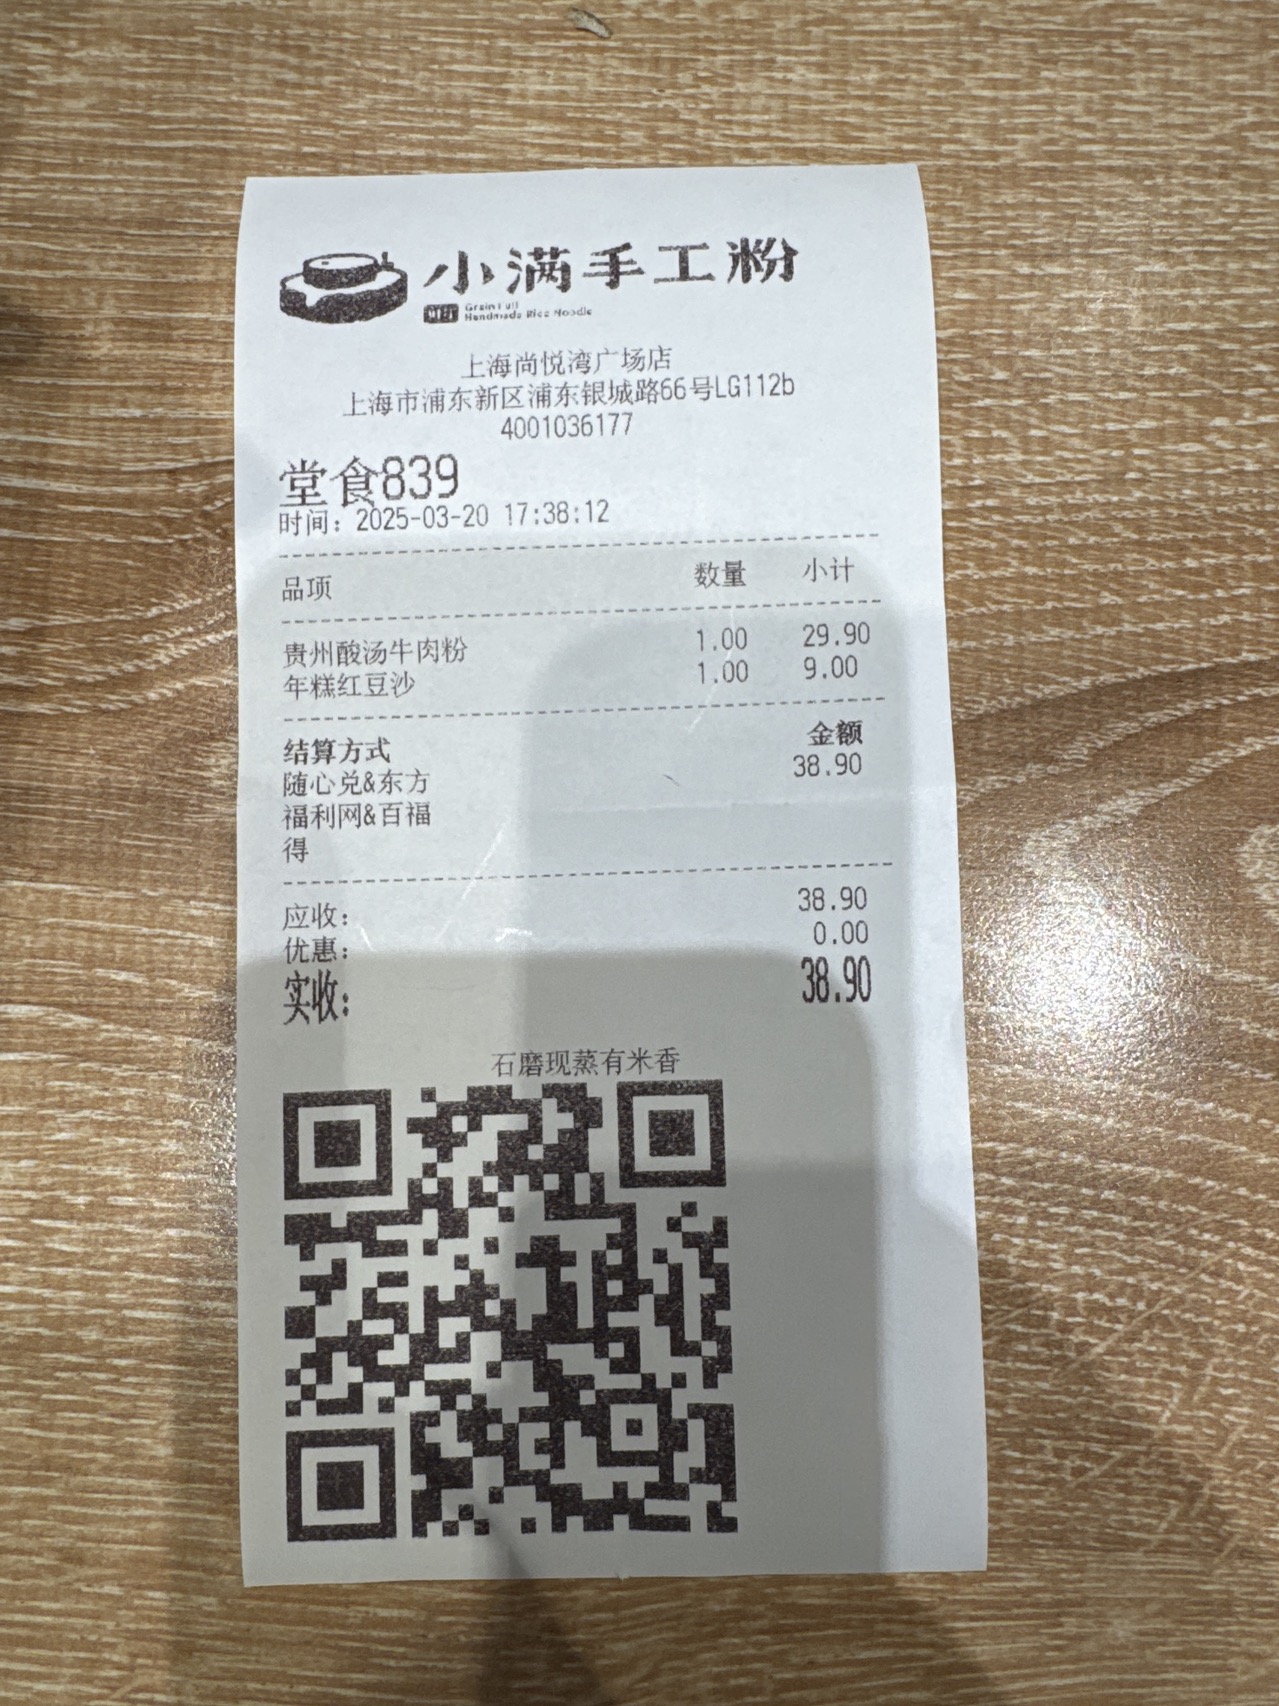 小满手工粉
Grain Full
Handmade Rice Noodle
上海尚悦湾广场店
上海市浦东新区浦东银城路66号LG112b
4001036177
堂食839
时间：2025-03-20 17:38:12
品项 数量 小计
贵州酸汤牛肉粉 1.00 29.90
年糕红豆沙 1.00 9.00
结算方式 金额
随心兑&东方 38.90
福利网&百福
得
应收： 38.90
优惠： 0.00
实收： 38.90
石磨现蒸有米香